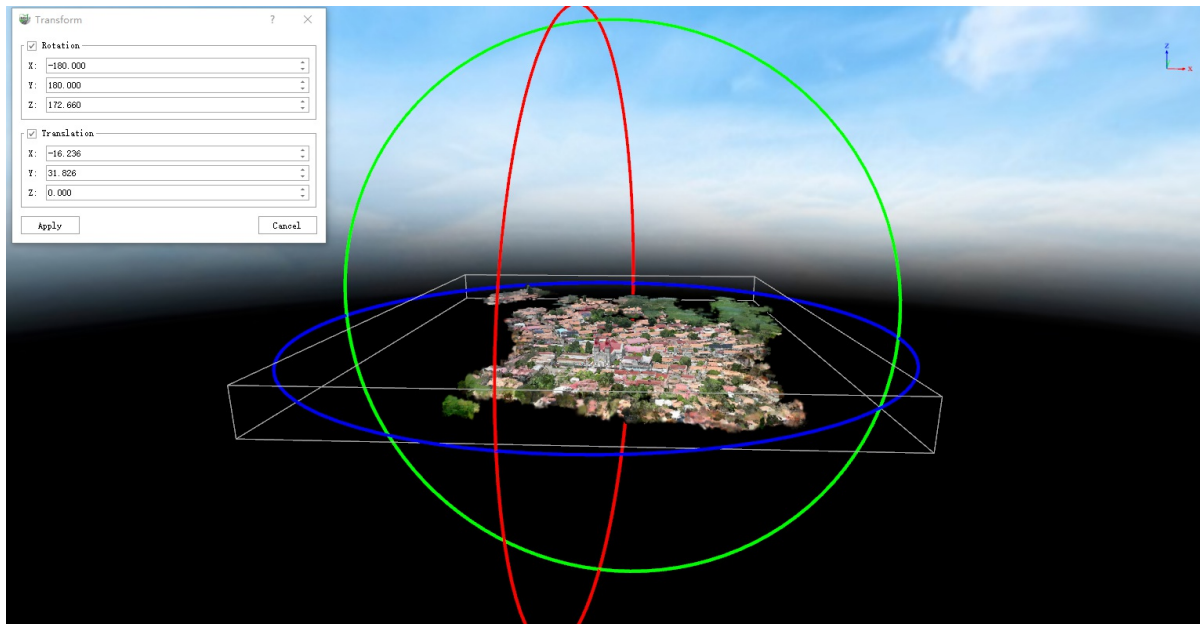 Transform
Rotation
X: -180.000
Y: 180.000
Z: 172.660
Translation
X: -16.236
Y: 31.826
Z: 0.000
Apply Cancel
Z
X